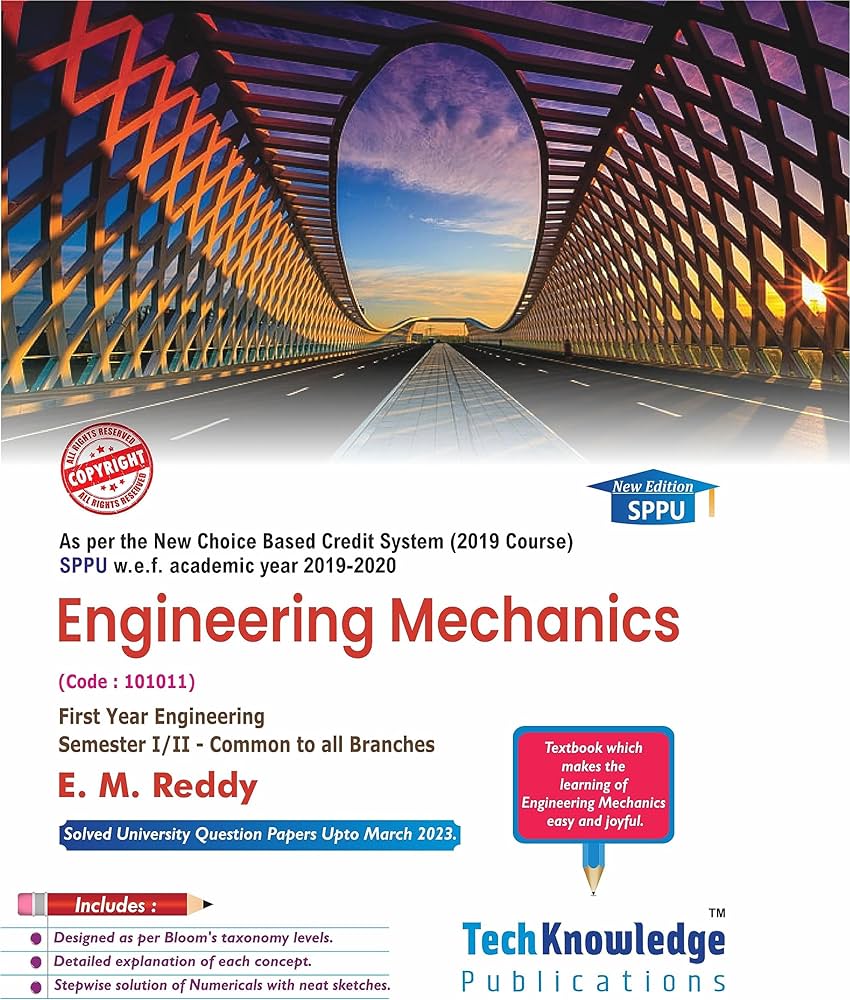 ALL RIGHTS RESERVED
COPYRIGHT
ALL RIGHTS RESERVED
New Edition
SPPU
As per the New Choice Based Credit System (2019 Course)
SPPU w.e.f. academic year 2019-2020
Engineering Mechanics
(Code : 101011)
First Year Engineering
Semester I/II - Common to all Branches
E. M. Reddy
Solved University Question Papers Upto March 2023.
Textbook which
makes the
learning of
Engineering Mechanics
easy and joyful.
Includes :
Designed as per Bloom's taxonomy levels.
Detailed explanation of each concept.
Stepwise solution of Numericals with neat sketches.
TechKnowledge™
Publications